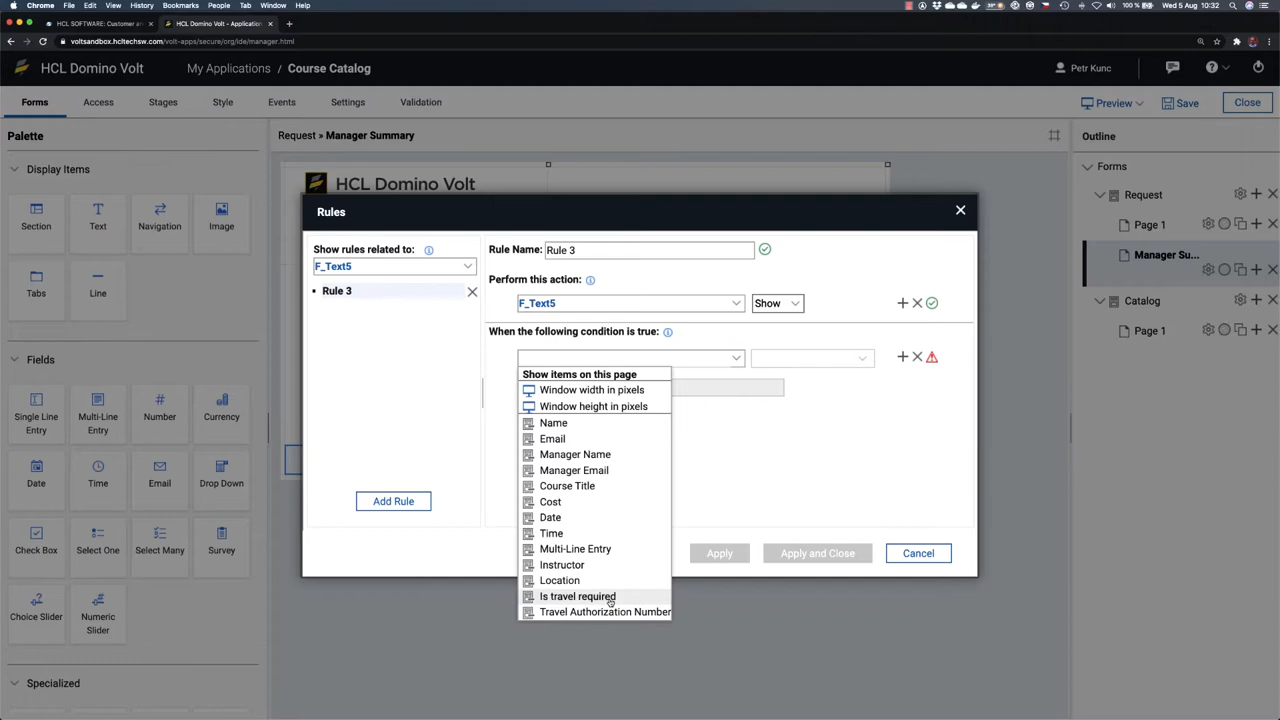 Chrome File Edit View History Bookmarks People Tab Window Help 100 % Wed 5 Aug 10:32
HCL SOFTWARE: Customer an HCL Domino Volt - Application
voltsandbox.hcltechsw.com/volt-apps/secure/org/ide/manager.html
HCL Domino Volt My Applications Course Catalog Petr Kunc
Forms Access Stages Style Events Settings Validation Preview Save Close
Palette
Request » Manager Summary
Outline
Display Items
Section Text Navigation Image
Tabs Line
Fields
Single Line Entry Multi-Line Entry Number Currency
Date Time Email Drop Down
Check Box Select One Select Many Survey
Choice Slider Numeric Slider
Specialized
HCL Domino Volt
Rules
Show rules related to:
F_Text5
Rule 3
Add Rule
Rule Name: Rule 3
Perform this action:
F_Text5 Show
When the following condition is true:
Show items on this page
Window width in pixels
Window height in pixels
Name
Email
Manager Name
Manager Email
Course Title
Cost
Date
Time
Multi-Line Entry
Instructor
Location
Is travel required
Travel Authorization Number
Apply Apply and Close Cancel
Forms
Request
Page 1
Manager Su...
Catalog
Page 1